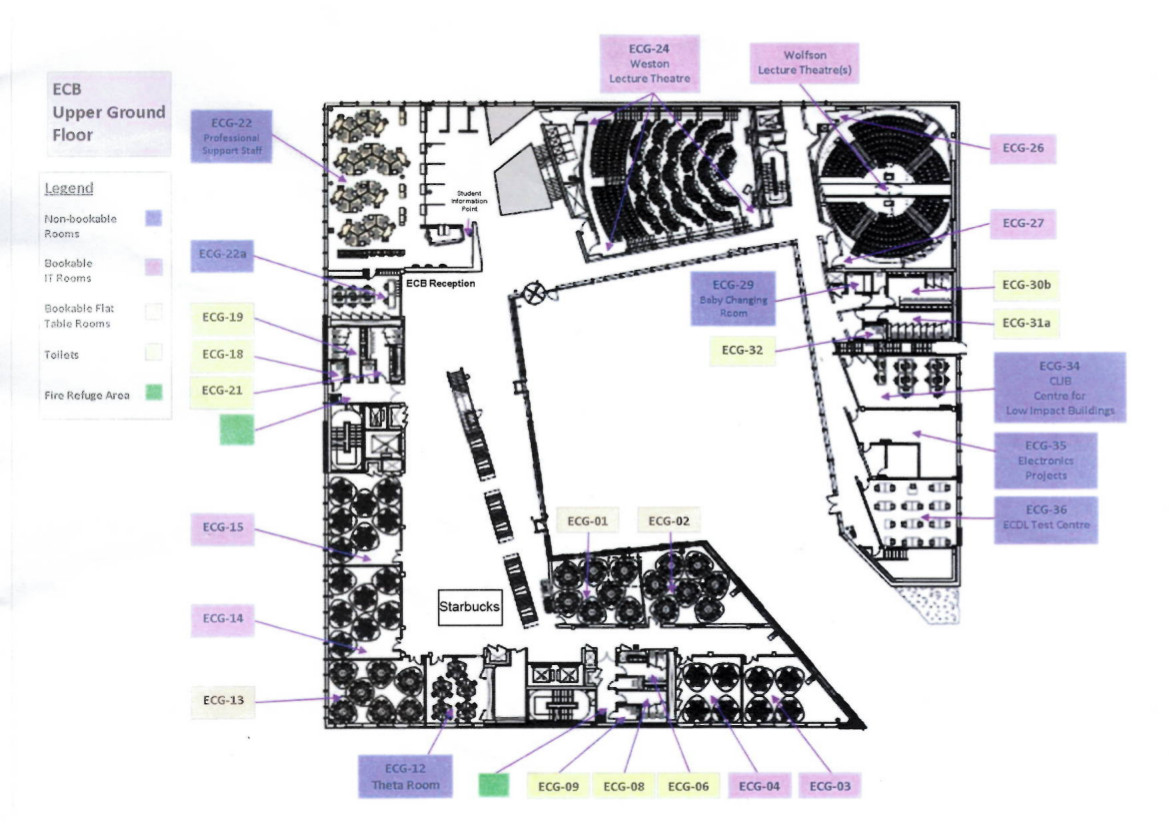 ECB
Upper Ground
Floor
Legend
Non-bookable
Rooms
Bookable
IT Rooms
Bookable Flat
Table Rooms
Toilets
Fire Refuge Area
ECG-22
Professional
Support Staff
ECG-22a
ECG-19
ECG-18
ECG-21
ECG-15
ECG-14
ECG-13
ECG-24
Weston
Lecture Theatre
Wolfson
Lecture Theatre(s)
Student
Information
Point
ECB Reception
ECG-29
Baby Changing
Room
ECG-32
ECG-26
ECG-27
ECG-30b
ECG-31a
ECG-34
CLIB
Centre for
Low Impact Buildings
ECG-35
Electronics
Projects
ECG-36
ECDL Test Centre
ECG-01
ECG-02
Starbucks
ECG-12
Theta Room
ECG-09
ECG-08
ECG-06
ECG-04
ECG-03